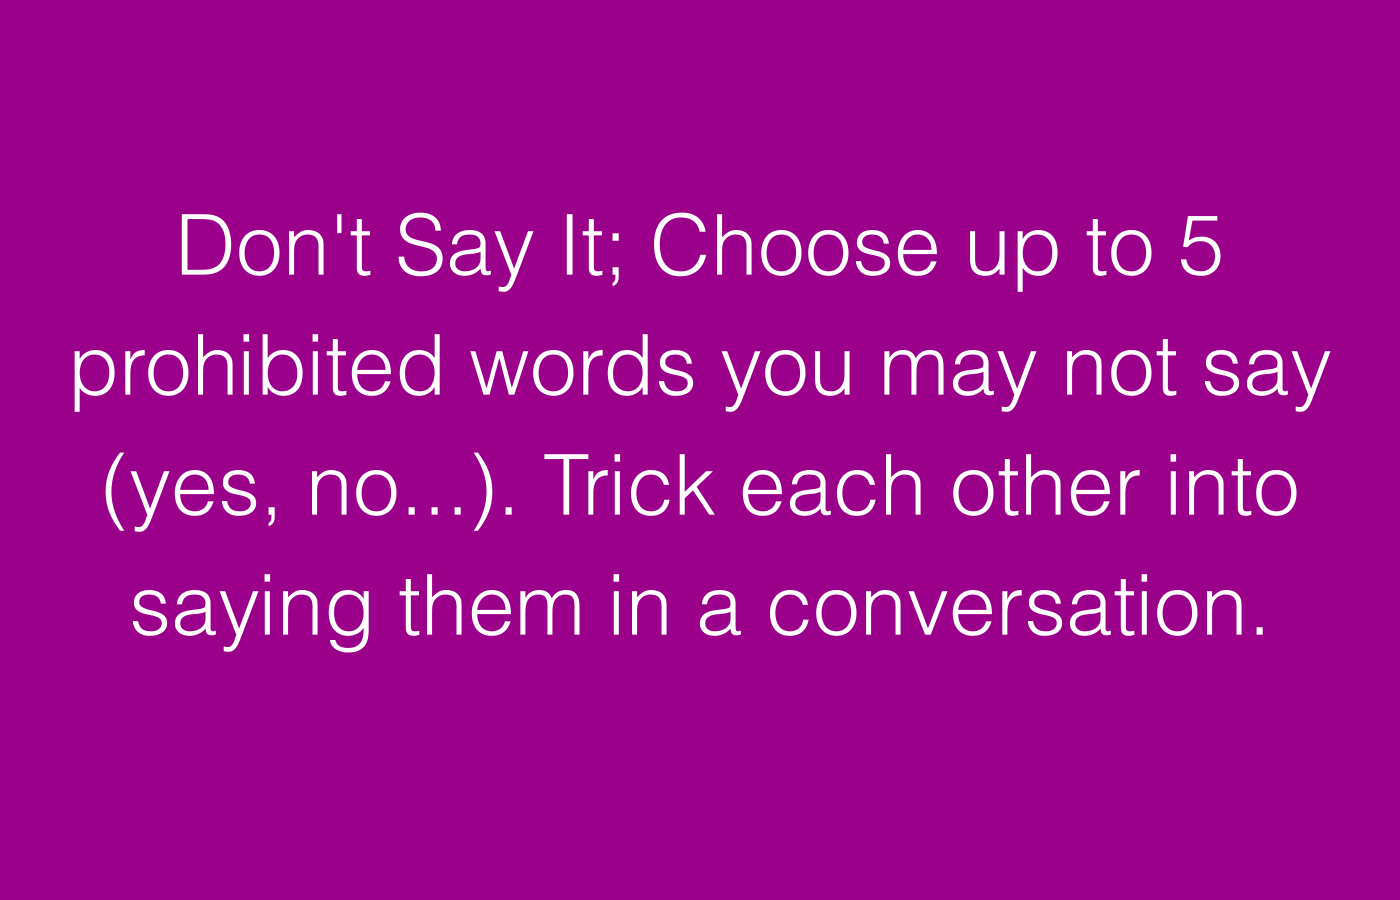 Don't Say It; Choose up to 5
prohibited words you may not say
(yes, no...). Trick each other into
saying them in a conversation.